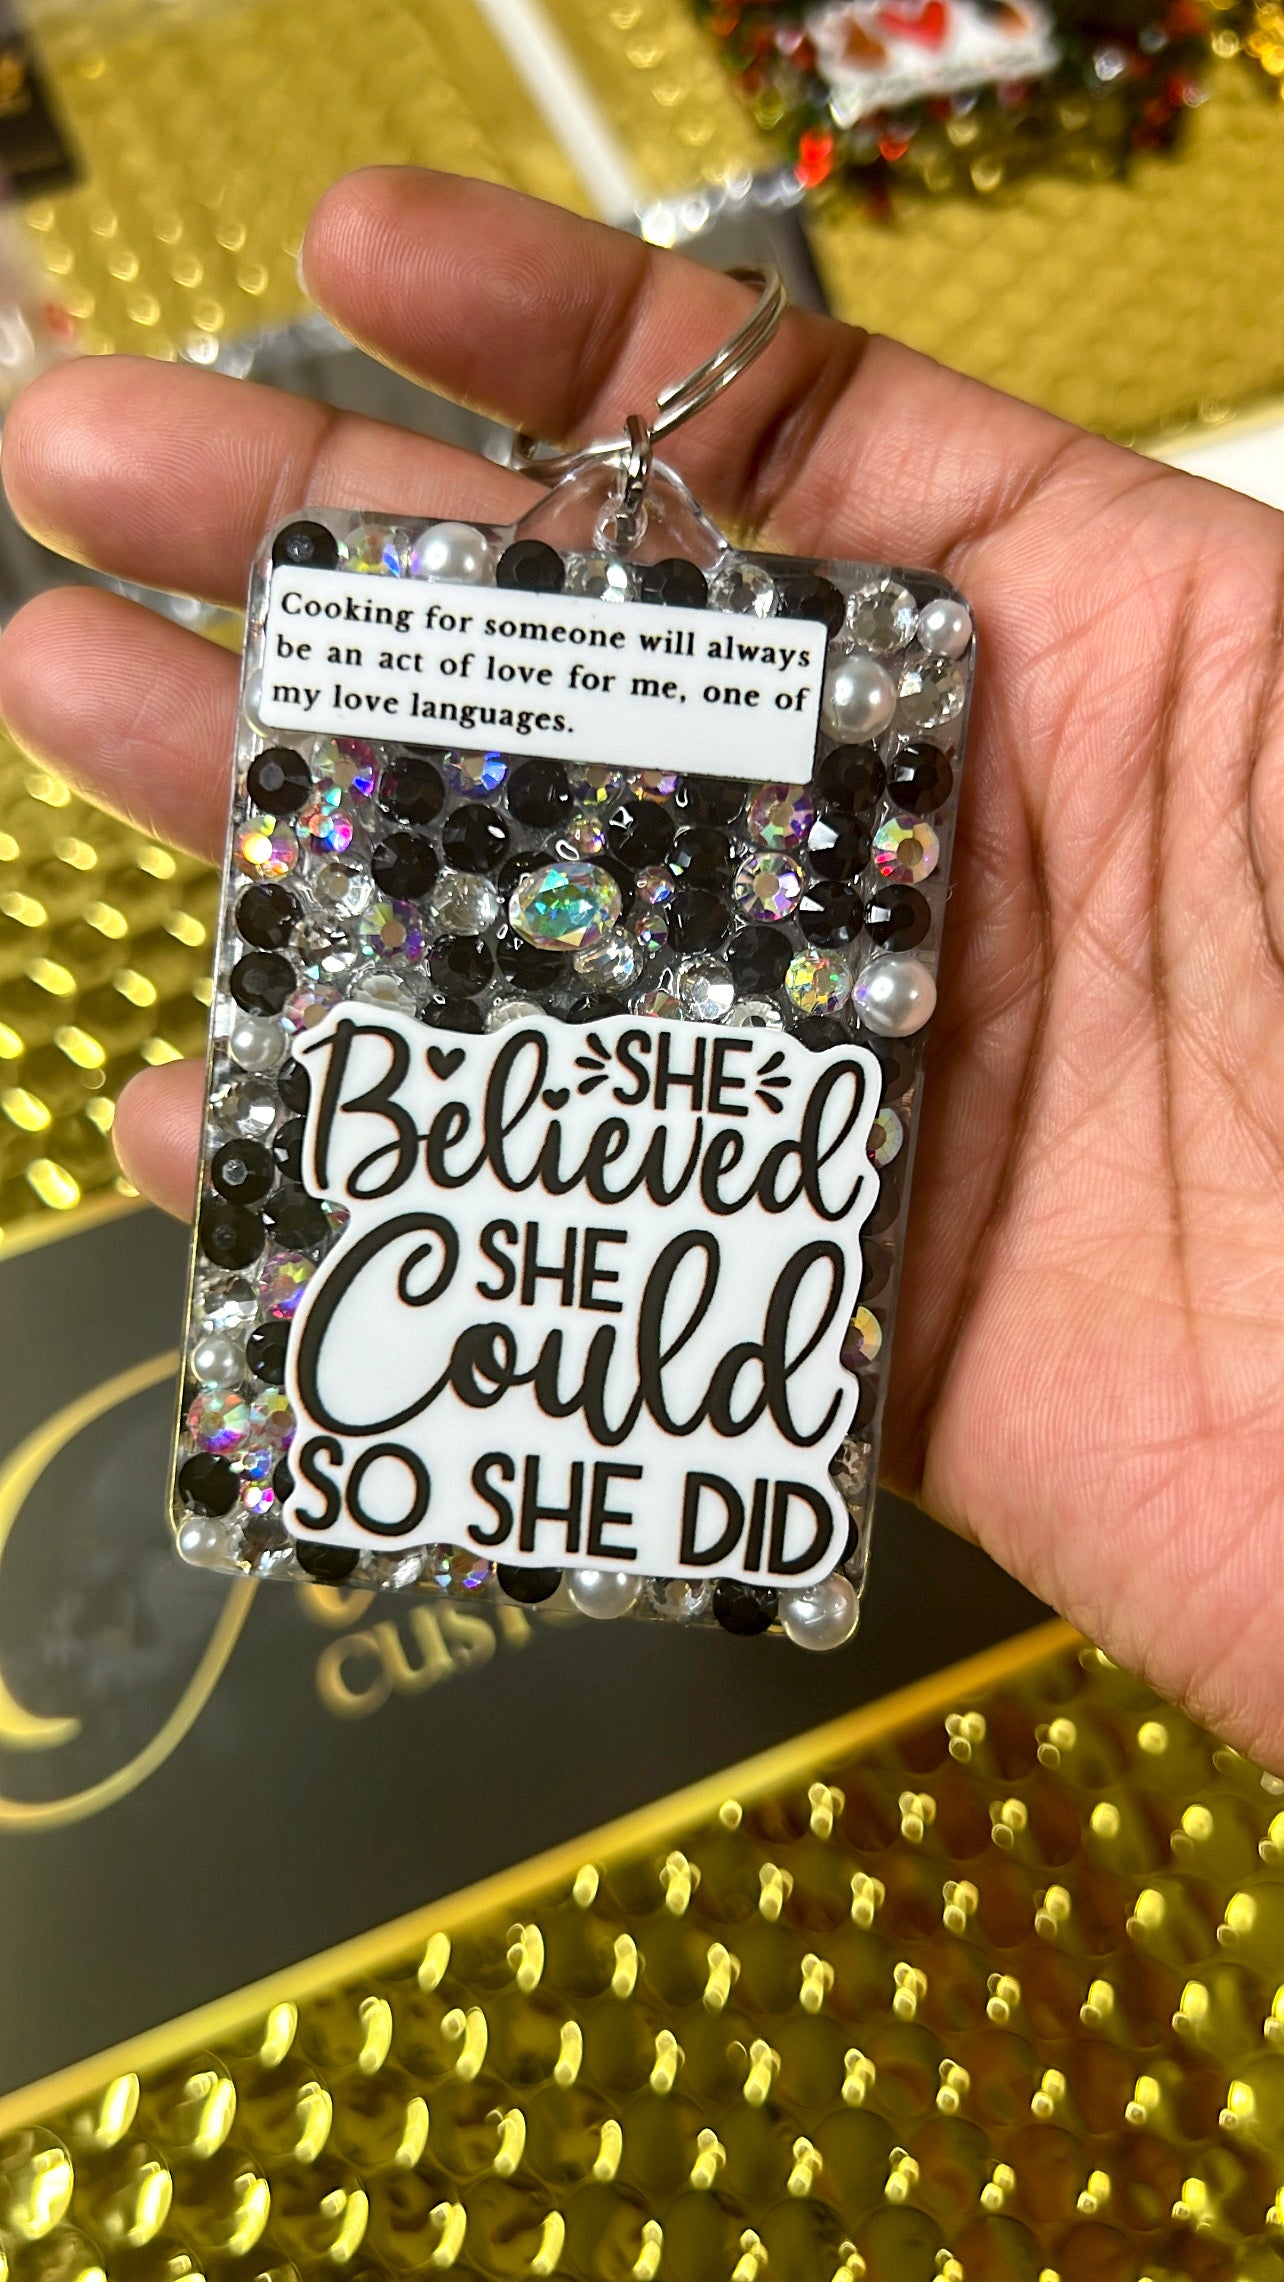 Cooking for someone will always
be an act of love for me, one of
my love languages.
SHE
Believed
SHE
Could
SO SHE DID